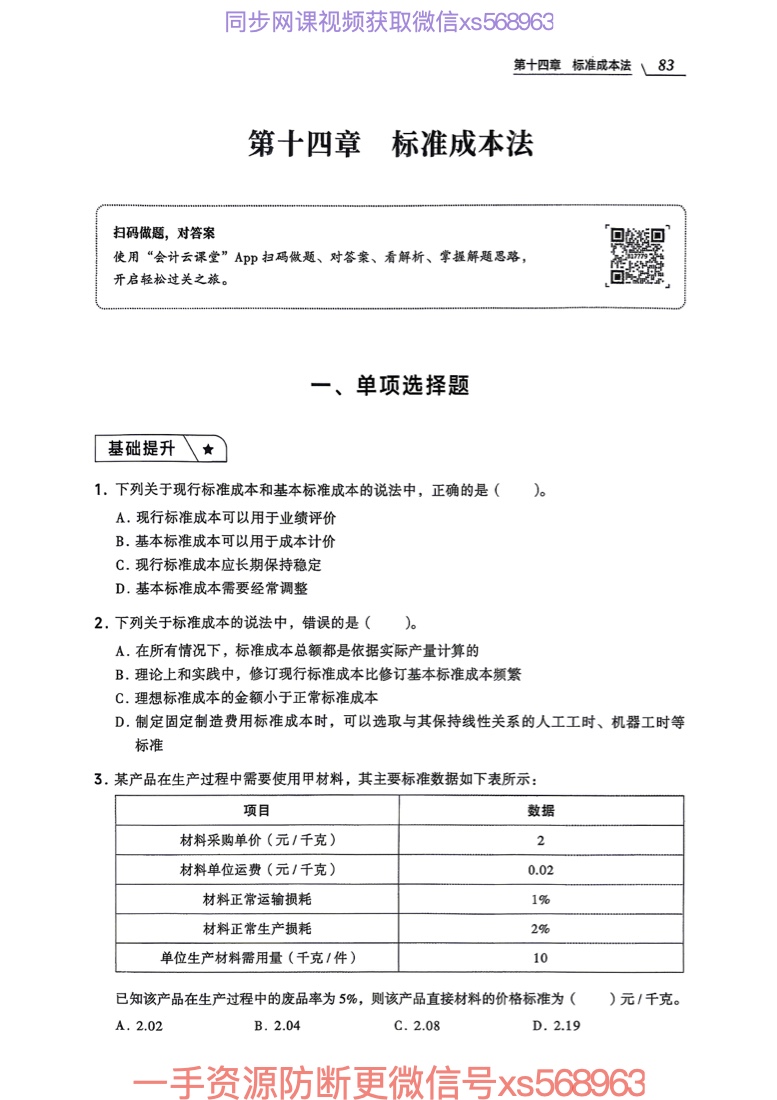 同步网课视频获取微信xs568963
第十四章 标准成本法 83
第十四章 标准成本法
扫码做题，对答案
使用“会计云课堂”App 扫码做题、对答案、看解析、掌握解题思路，
开启轻松过关之旅。
一、单项选择题
基础提升 ★
1. 下列关于现行标准成本和基本标准成本的说法中，正确的是（ ）。
A. 现行标准成本可以用于业绩评价
B. 基本标准成本可以用于成本计价
C. 现行标准成本应长期保持稳定
D. 基本标准成本需要经常调整
2. 下列关于标准成本的说法中，错误的是（ ）。
A. 在所有情况下，标准成本总额都是依据实际产量计算的
B. 理论上和实践中，修订现行标准成本比修订基本标准成本频繁
C. 理想标准成本的金额小于正常标准成本
D. 制定固定制造费用标准成本时，可以选取与其保持线性关系的人工工时、机器工时等
标准
3. 某产品在生产过程中需要使用甲材料，其主要标准数据如下表所示：
项目 数据
材料采购单价（元/千克） 2
材料单位运费（元/千克） 0.02
材料正常运输损耗 1%
材料正常生产损耗 2%
单位生产材料需用量（千克/件） 10
已知该产品在生产过程中的废品率为 5%，则该产品直接材料的价格标准为（ ）元/千克。
A. 2.02 B. 2.04 C. 2.08 D. 2.19
一手资源防断更微信号xs568963